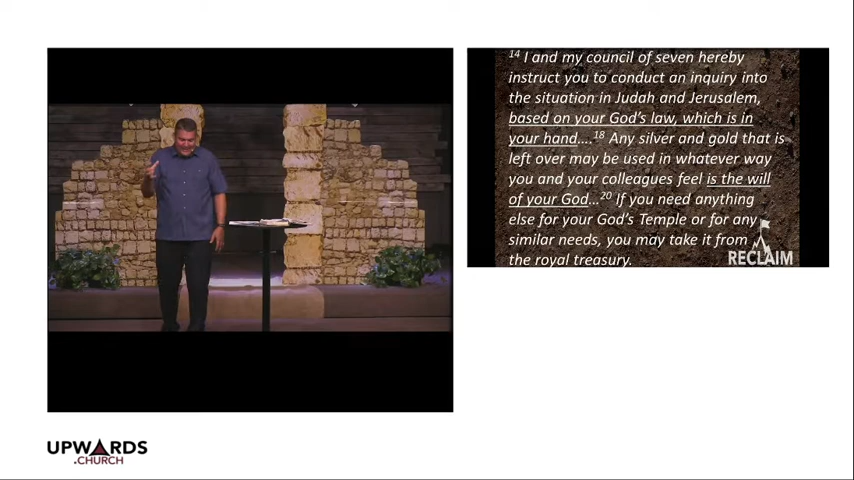 14 I and my council of seven hereby
instruct you to conduct an inquiry into
the situation in Judah and Jerusalem,
based on your God's law, which is in
your hand....18 Any silver and gold that is
left over may be used in whatever way
you and your colleagues feel is the will
of your God...20 If you need anything
else for your God's Temple or for any
similar needs, you may take it from
the royal treasury.
RECLAIM
UPWARDS
.CHURCH